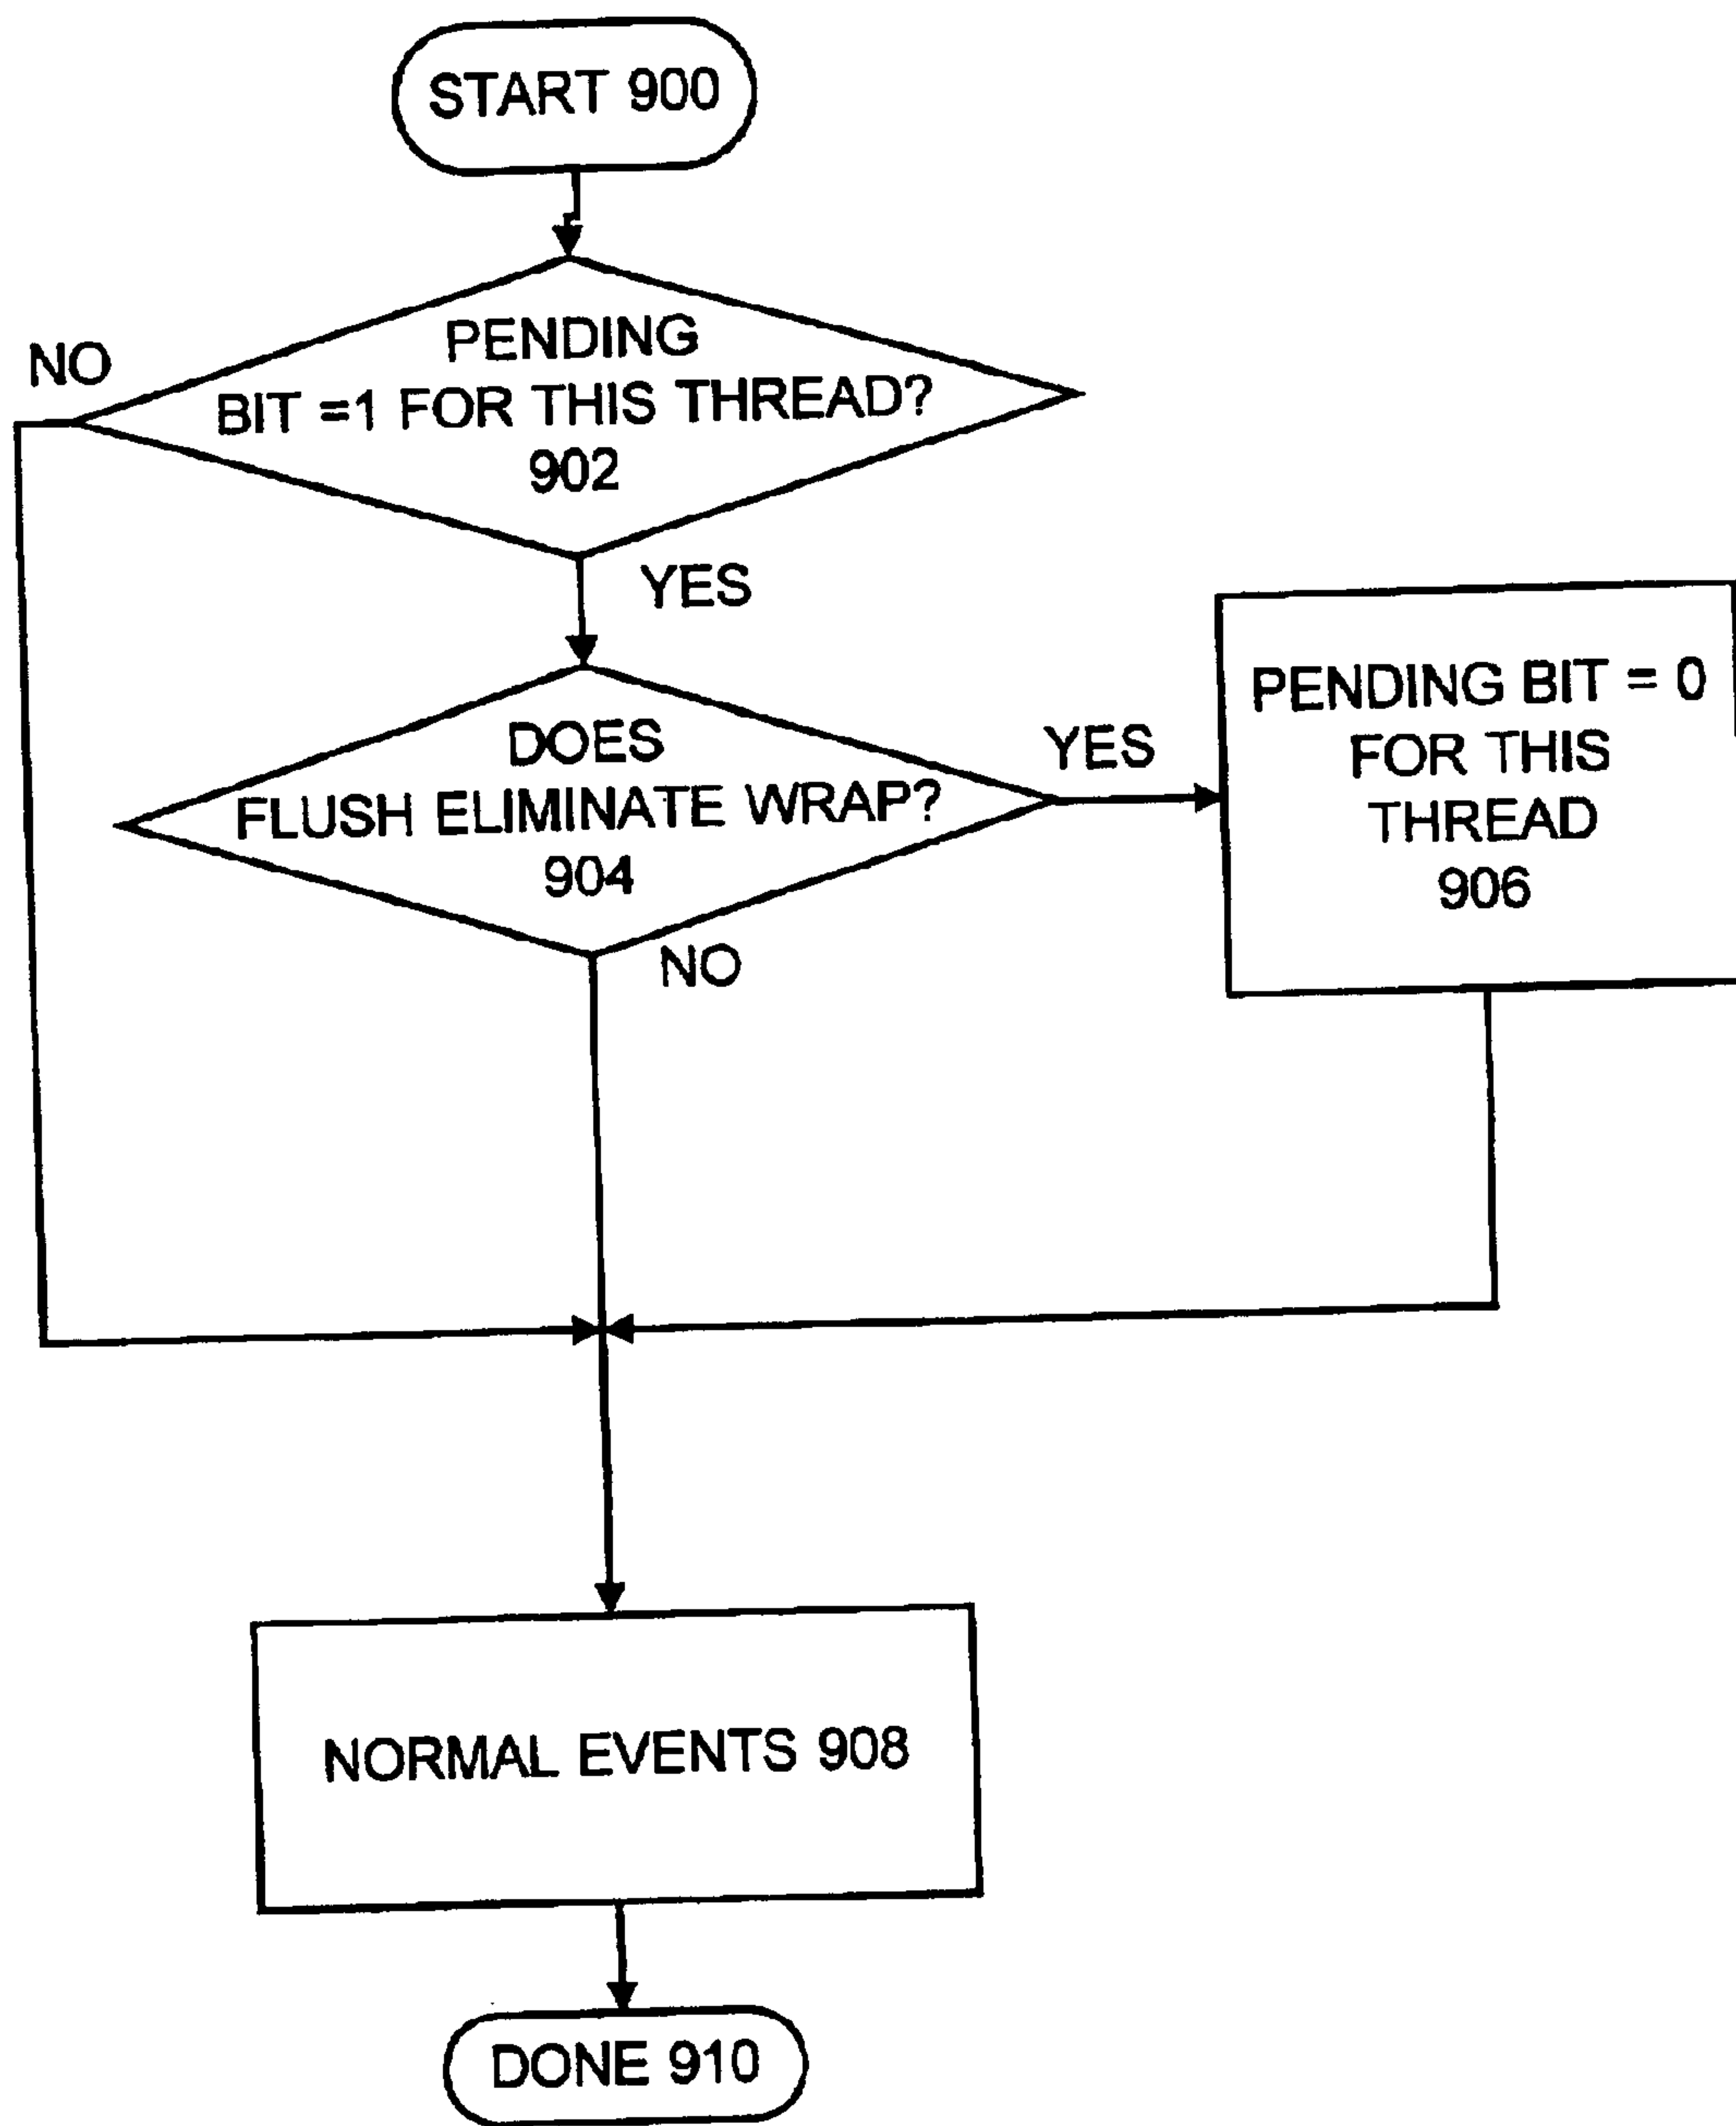 START 900
PENDING
BIT =1 FOR THIS THREAD?
902
NO
YES
DOES
FLUSH ELIMINATE WRAP?
904
YES
NO
PENDING BIT = 0
FOR THIS
THREAD
906
NORMAL EVENTS 908
DONE 910